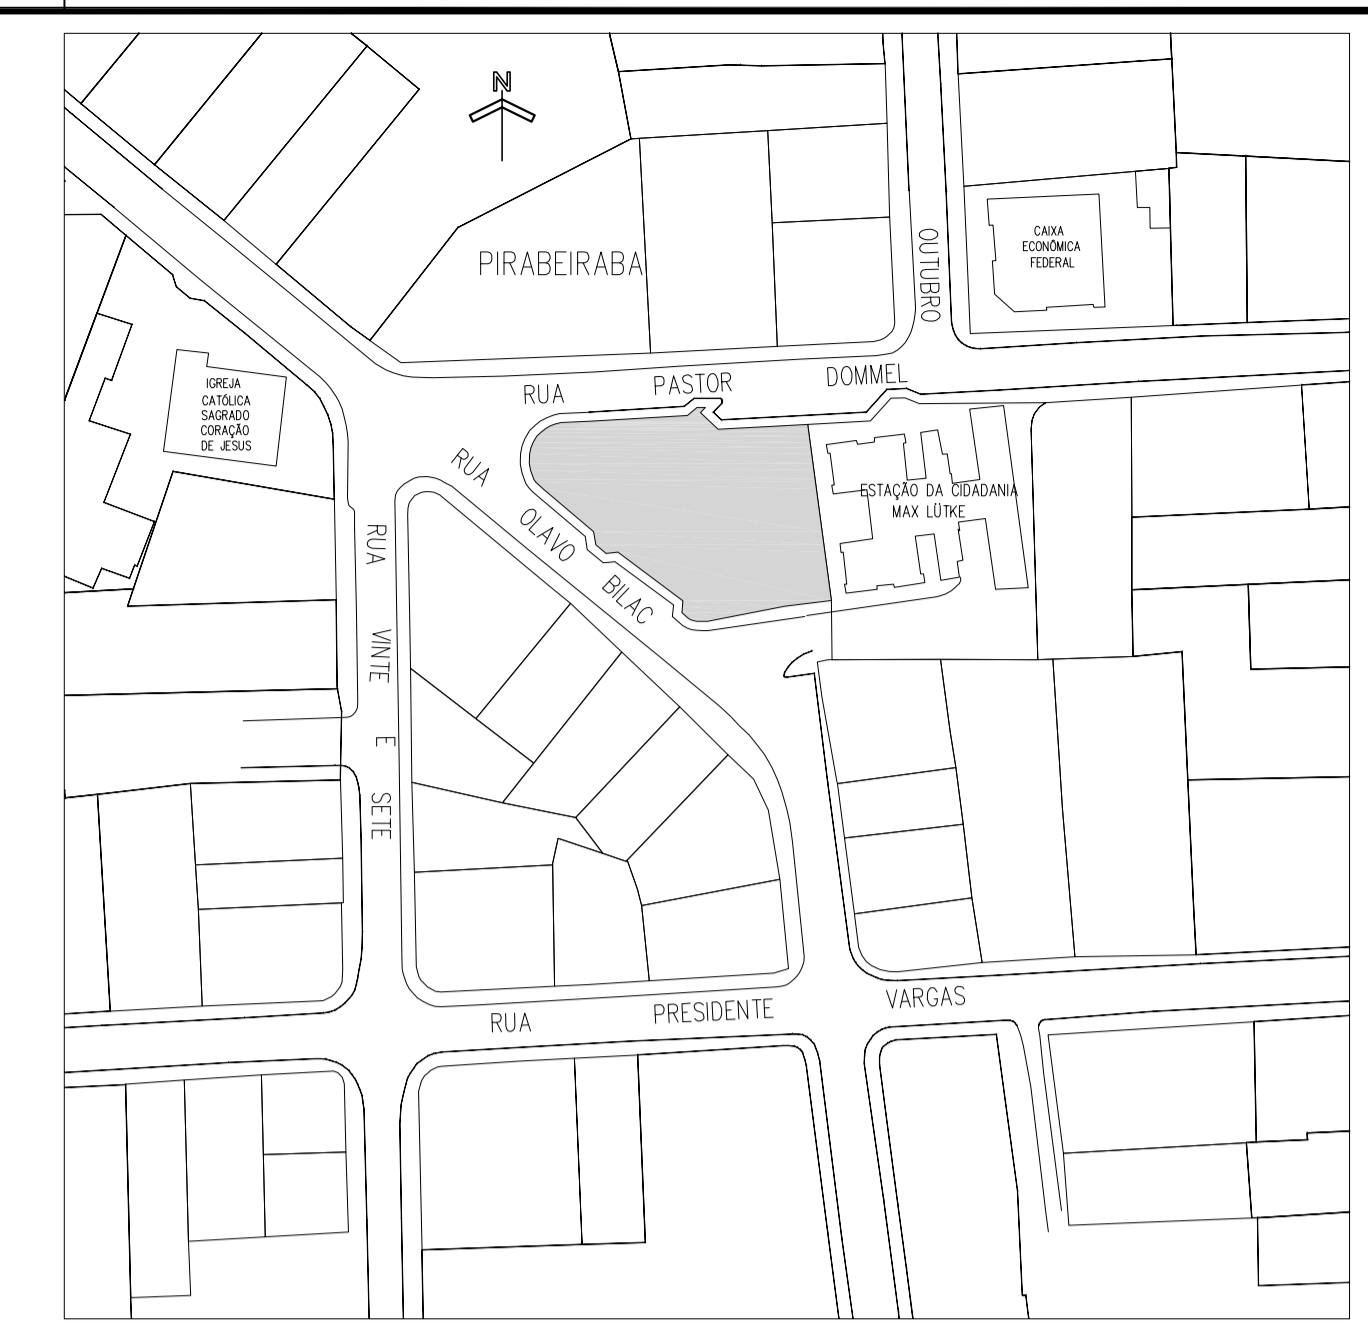 N
OUTUBRO
CAIXA
ECONÔMICA
FEDERAL
PIRABEIRABA
RUA PASTOR DOMMEL
IGREJA
CATÓLICA
SAGRADO
CORAÇÃO
DE JESUS
RUA OLAVO BILAC
ESTAÇÃO DA CIDADANIA
MAX LÜTKE
RUA VINTE E SETE
RUA PRESIDENTE VARGAS